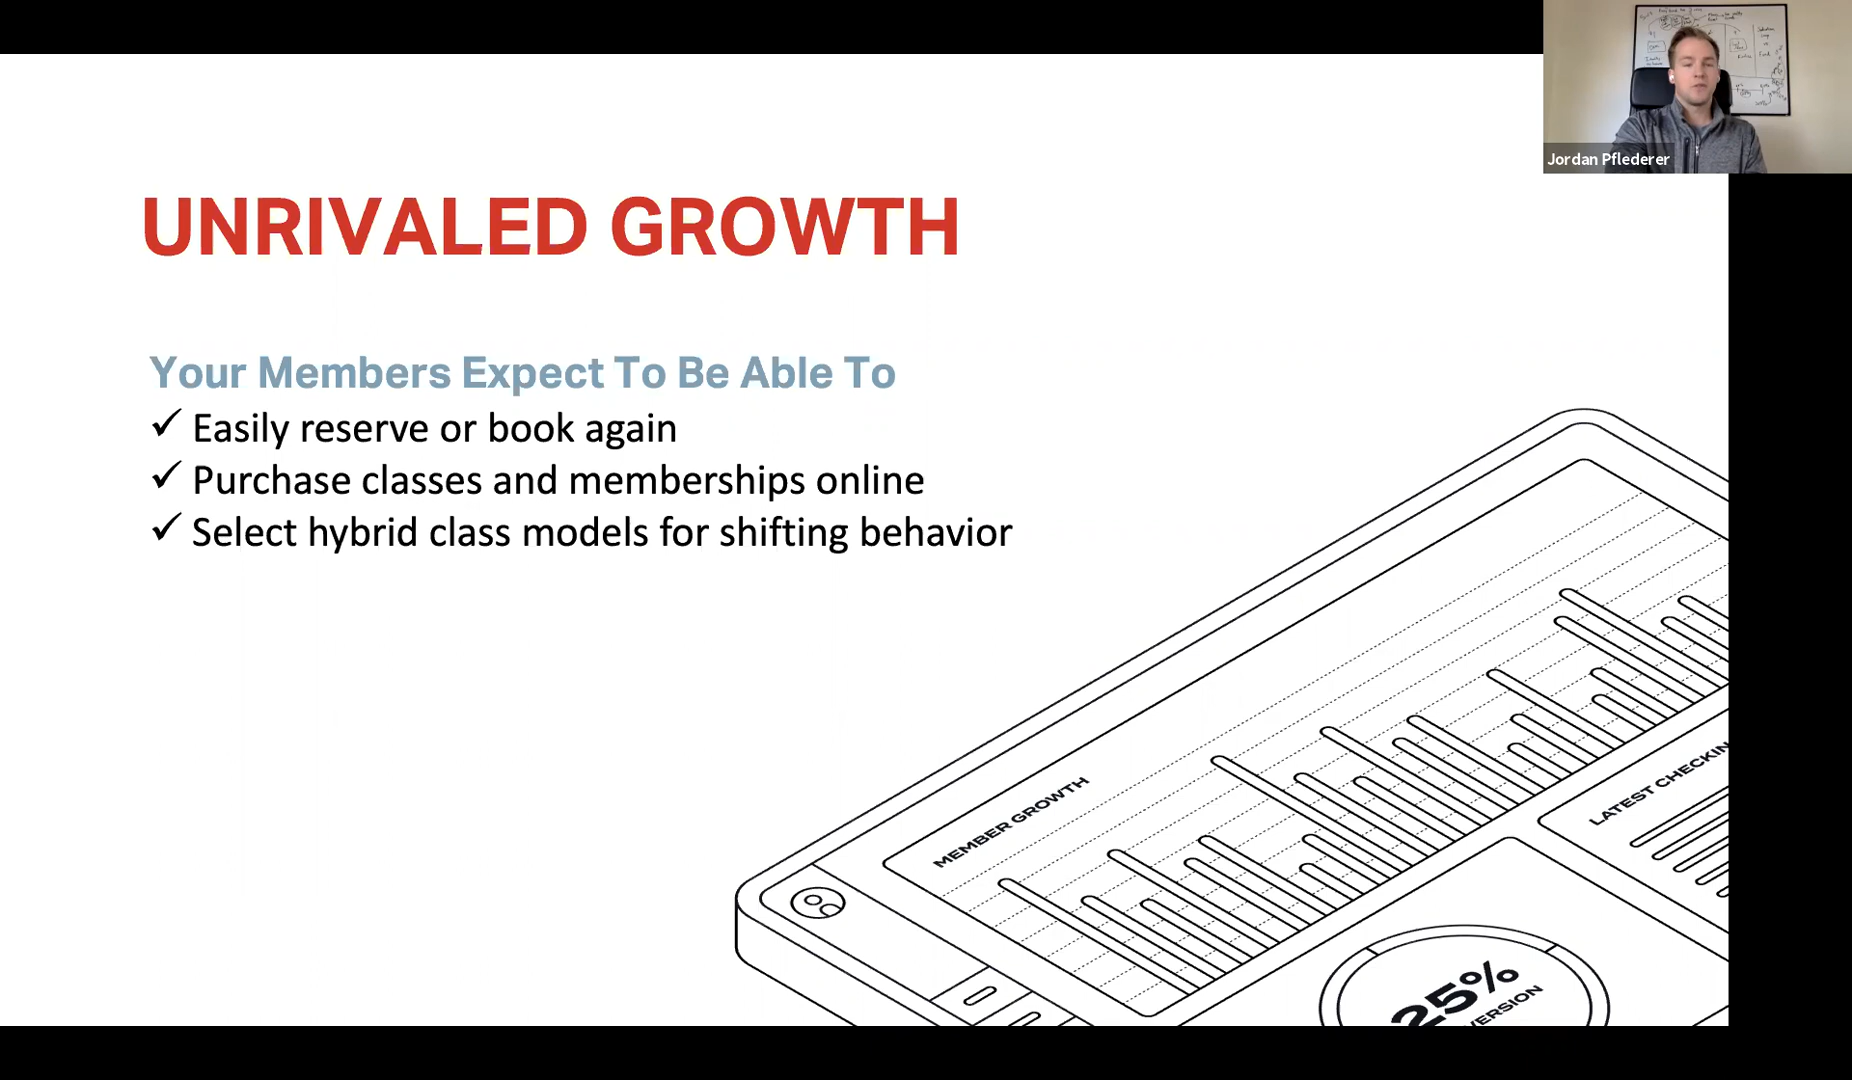 Jordan Pflederer
UNRIVALED GROWTH
Your Members Expect To Be Able To
✓ Easily reserve or book again
✓ Purchase classes and memberships online
✓ Select hybrid class models for shifting behavior
MEMBER GROWTH
LATEST CHECKIN
25%
VERSION